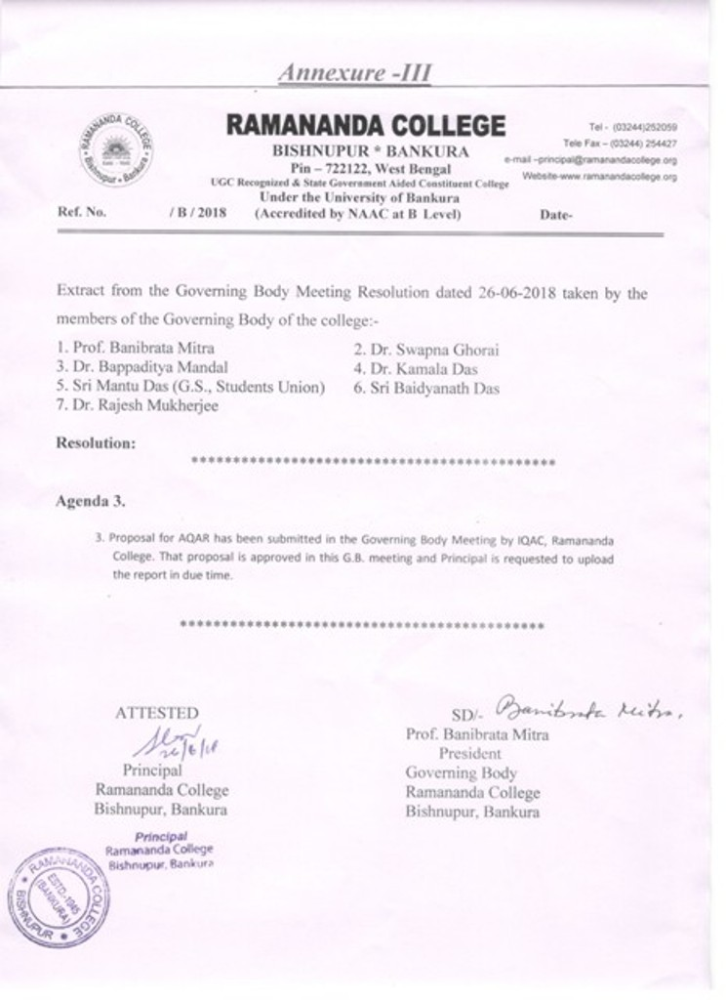 Annexure -III
RAMANANDA COLLEGE
BISHNUPUR * BANKURA
Pin – 722122, West Bengal
UGC Recognized & State Government Aided Constituent College
Under the University of Bankura
(Accredited by NAAC at B Level)
Tel - (03244)252059
Tele Fax – (03244) 254427
e-mail –principal@ramanandacollege.org
Website-www.ramanandacollege.org
RAMANANDA COLLEGE
Bishnupur - Bankura
Ref. No. / B / 2018
Date-
Extract from the Governing Body Meeting Resolution dated 26-06-2018 taken by the
members of the Governing Body of the college:-
1. Prof. Banibrata Mitra
2. Dr. Swapna Ghorai
3. Dr. Bappaditya Mandal
4. Dr. Kamala Das
5. Sri Mantu Das (G.S., Students Union)
6. Sri Baidyanath Das
7. Dr. Rajesh Mukherjee
Resolution:
Agenda 3.
3. Proposal for AQAR has been submitted in the Governing Body Meeting by IQAC, Ramananda
College. That proposal is approved in this G.B. meeting and Principal is requested to upload
the report in due time.
ATTESTED
26/6/18
Principal
Ramananda College
Bishnupur, Bankura
Principal
Ramananda College
Bishnupur, Bankura
SD/- Banibrata Mitra.
Prof. Banibrata Mitra
President
Governing Body
Ramananda College
Bishnupur, Bankura
RAMANANDA COLLEGE
BISHNUPUR
ESTD.-1945
(BANKURA)